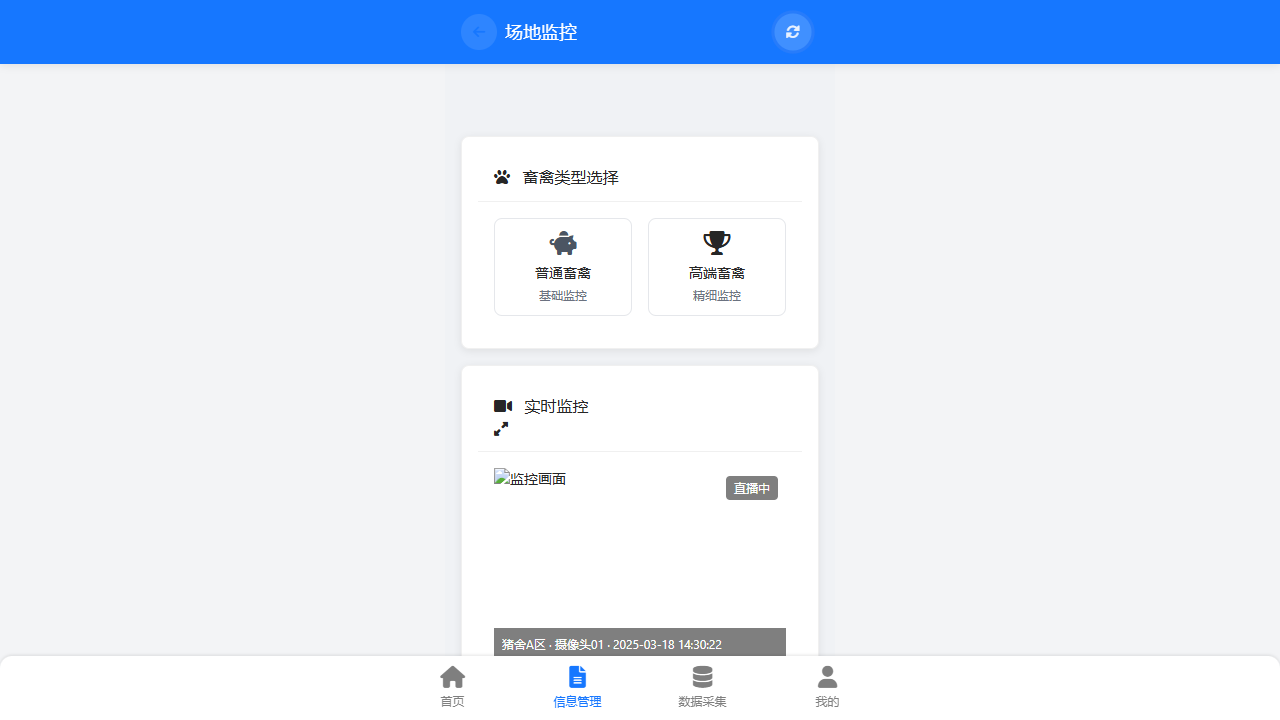 场地监控
畜禽类型选择
普通畜禽
基础监控
高端畜禽
精细监控
实时监控
监控画面
直播中
猪舍A区 · 摄像头01 · 2025-03-18 14:30:22
首页
信息管理
数据采集
我的